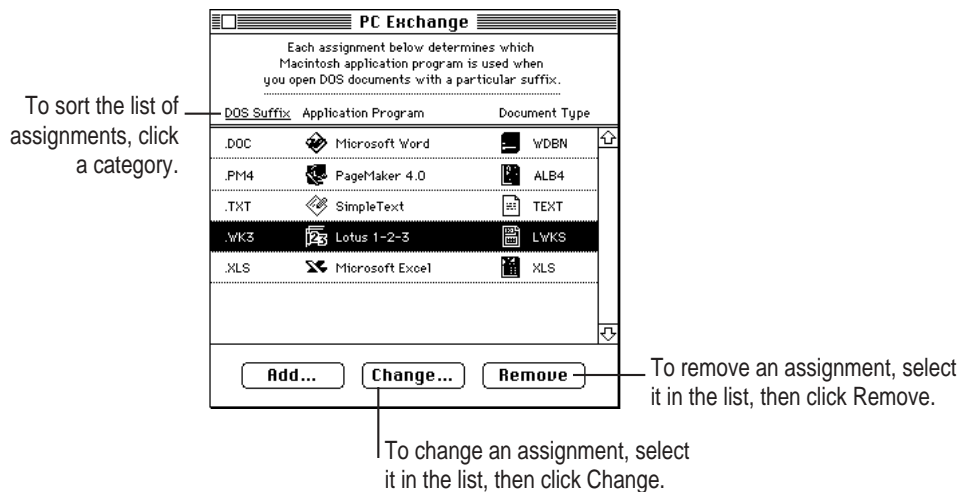 PC Exchange
Each assignment below determines which
Macintosh application program is used when
you open DOS documents with a particular suffix.
To sort the list of
assignments, click
a category.
DOS Suffix Application Program Document Type
.DOC Microsoft Word WDBN
.PM4 PageMaker 4.0 ALB4
.TXT SimpleText TEXT
.WK3 Lotus 1-2-3 LWKS
.XLS Microsoft Excel XLS
Add... Change... Remove
To remove an assignment, select
it in the list, then click Remove.
To change an assignment, select
it in the list, then click Change.